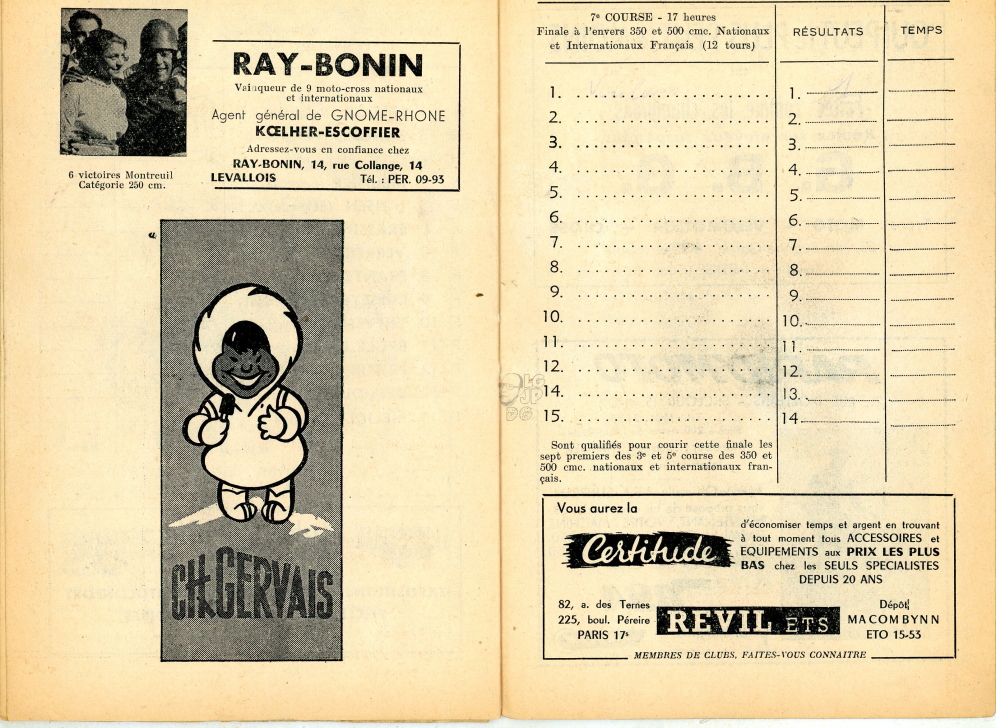 RAY-BONIN
Vainqueur de 9 moto-cross nationaux
et internationaux
Agent général de GNOME-RHONE
KŒLHER-ESCOFFIER
Adressez-vous en confiance chez
RAY-BONIN, 14, rue Collange, 14
LEVALLOIS Tél. : PER. 09-93
6 victoires Montreuil
Catégorie 250 cm.
CH.GERVAIS
7e COURSE - 17 heures
Finale à l'envers 350 et 500 cmc. Nationaux
et Internationaux Français (12 tours)
RÉSULTATS
TEMPS
1. 1.
2. 2.
3. 3.
4. 4.
5. 5.
6. 6.
7. 7.
8. 8.
9. 9.
10. 10.
11. 11.
12. 12.
14. 13.
15. 14.
Sont qualifiés pour courir cette finale les
sept premiers des 3e et 5e course des 350 et
500 cmc. nationaux et internationaux fran-
çais.
Vous aurez la
Certitude
d'économiser temps et argent en trouvant
à tout moment tous ACCESSOIRES et
EQUIPEMENTS aux PRIX LES PLUS
BAS chez les SEULS SPECIALISTES
DEPUIS 20 ANS
82, a. des Ternes
225, boul. Péreire
PARIS 17e
REVIL ETS
Dépôt
MACOMBYNN
ETO 15-53
MEMBRES DE CLUBS, FAITES-VOUS CONNAITRE